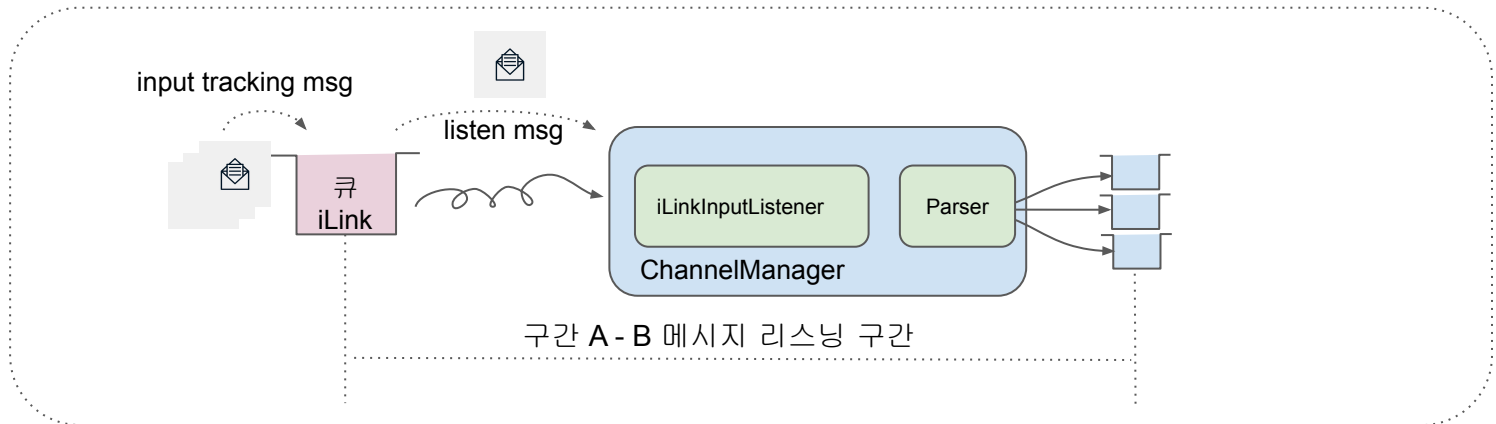 input tracking msg
listen msg
큐
iLink
iLinkInputListener
Parser
ChannelManager
구간 A - B 메시지 리스닝 구간